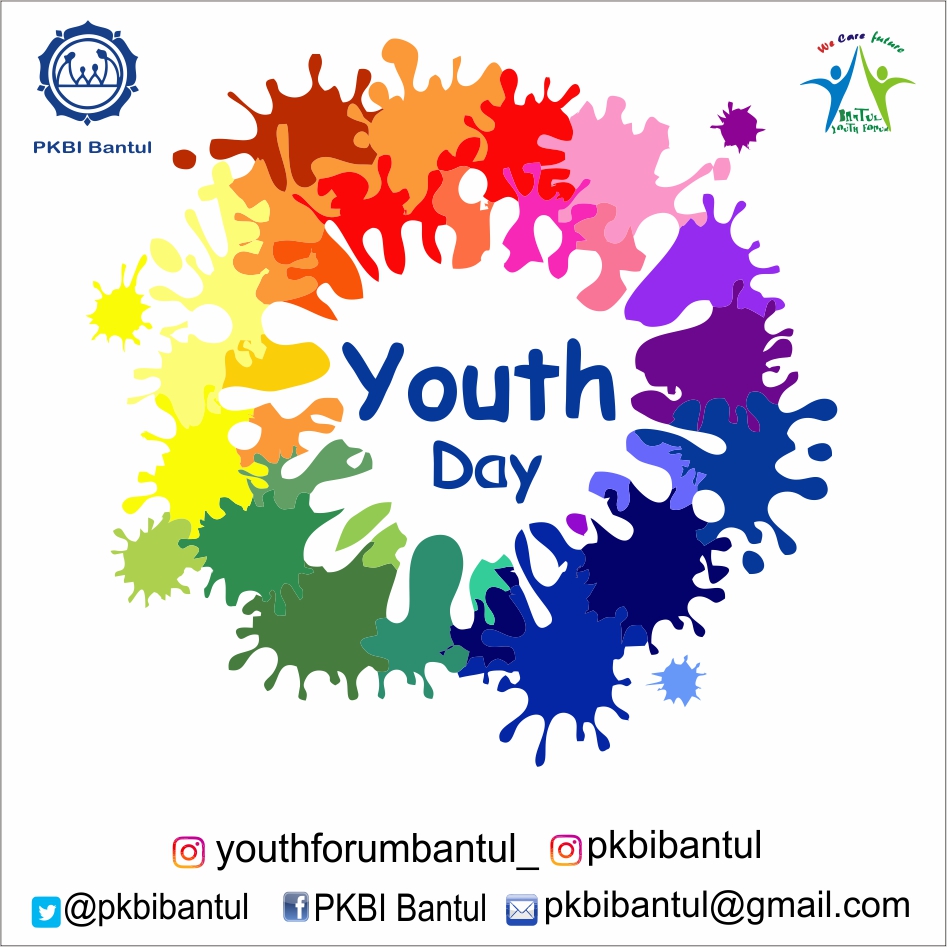 PKBI Bantul
We Care future
BANTUL
YOUTH FORUM
Youth
Day
youthforumbantul_ pkbibantul
@pkbibantul PKBI Bantul pkbibantul@gmail.com